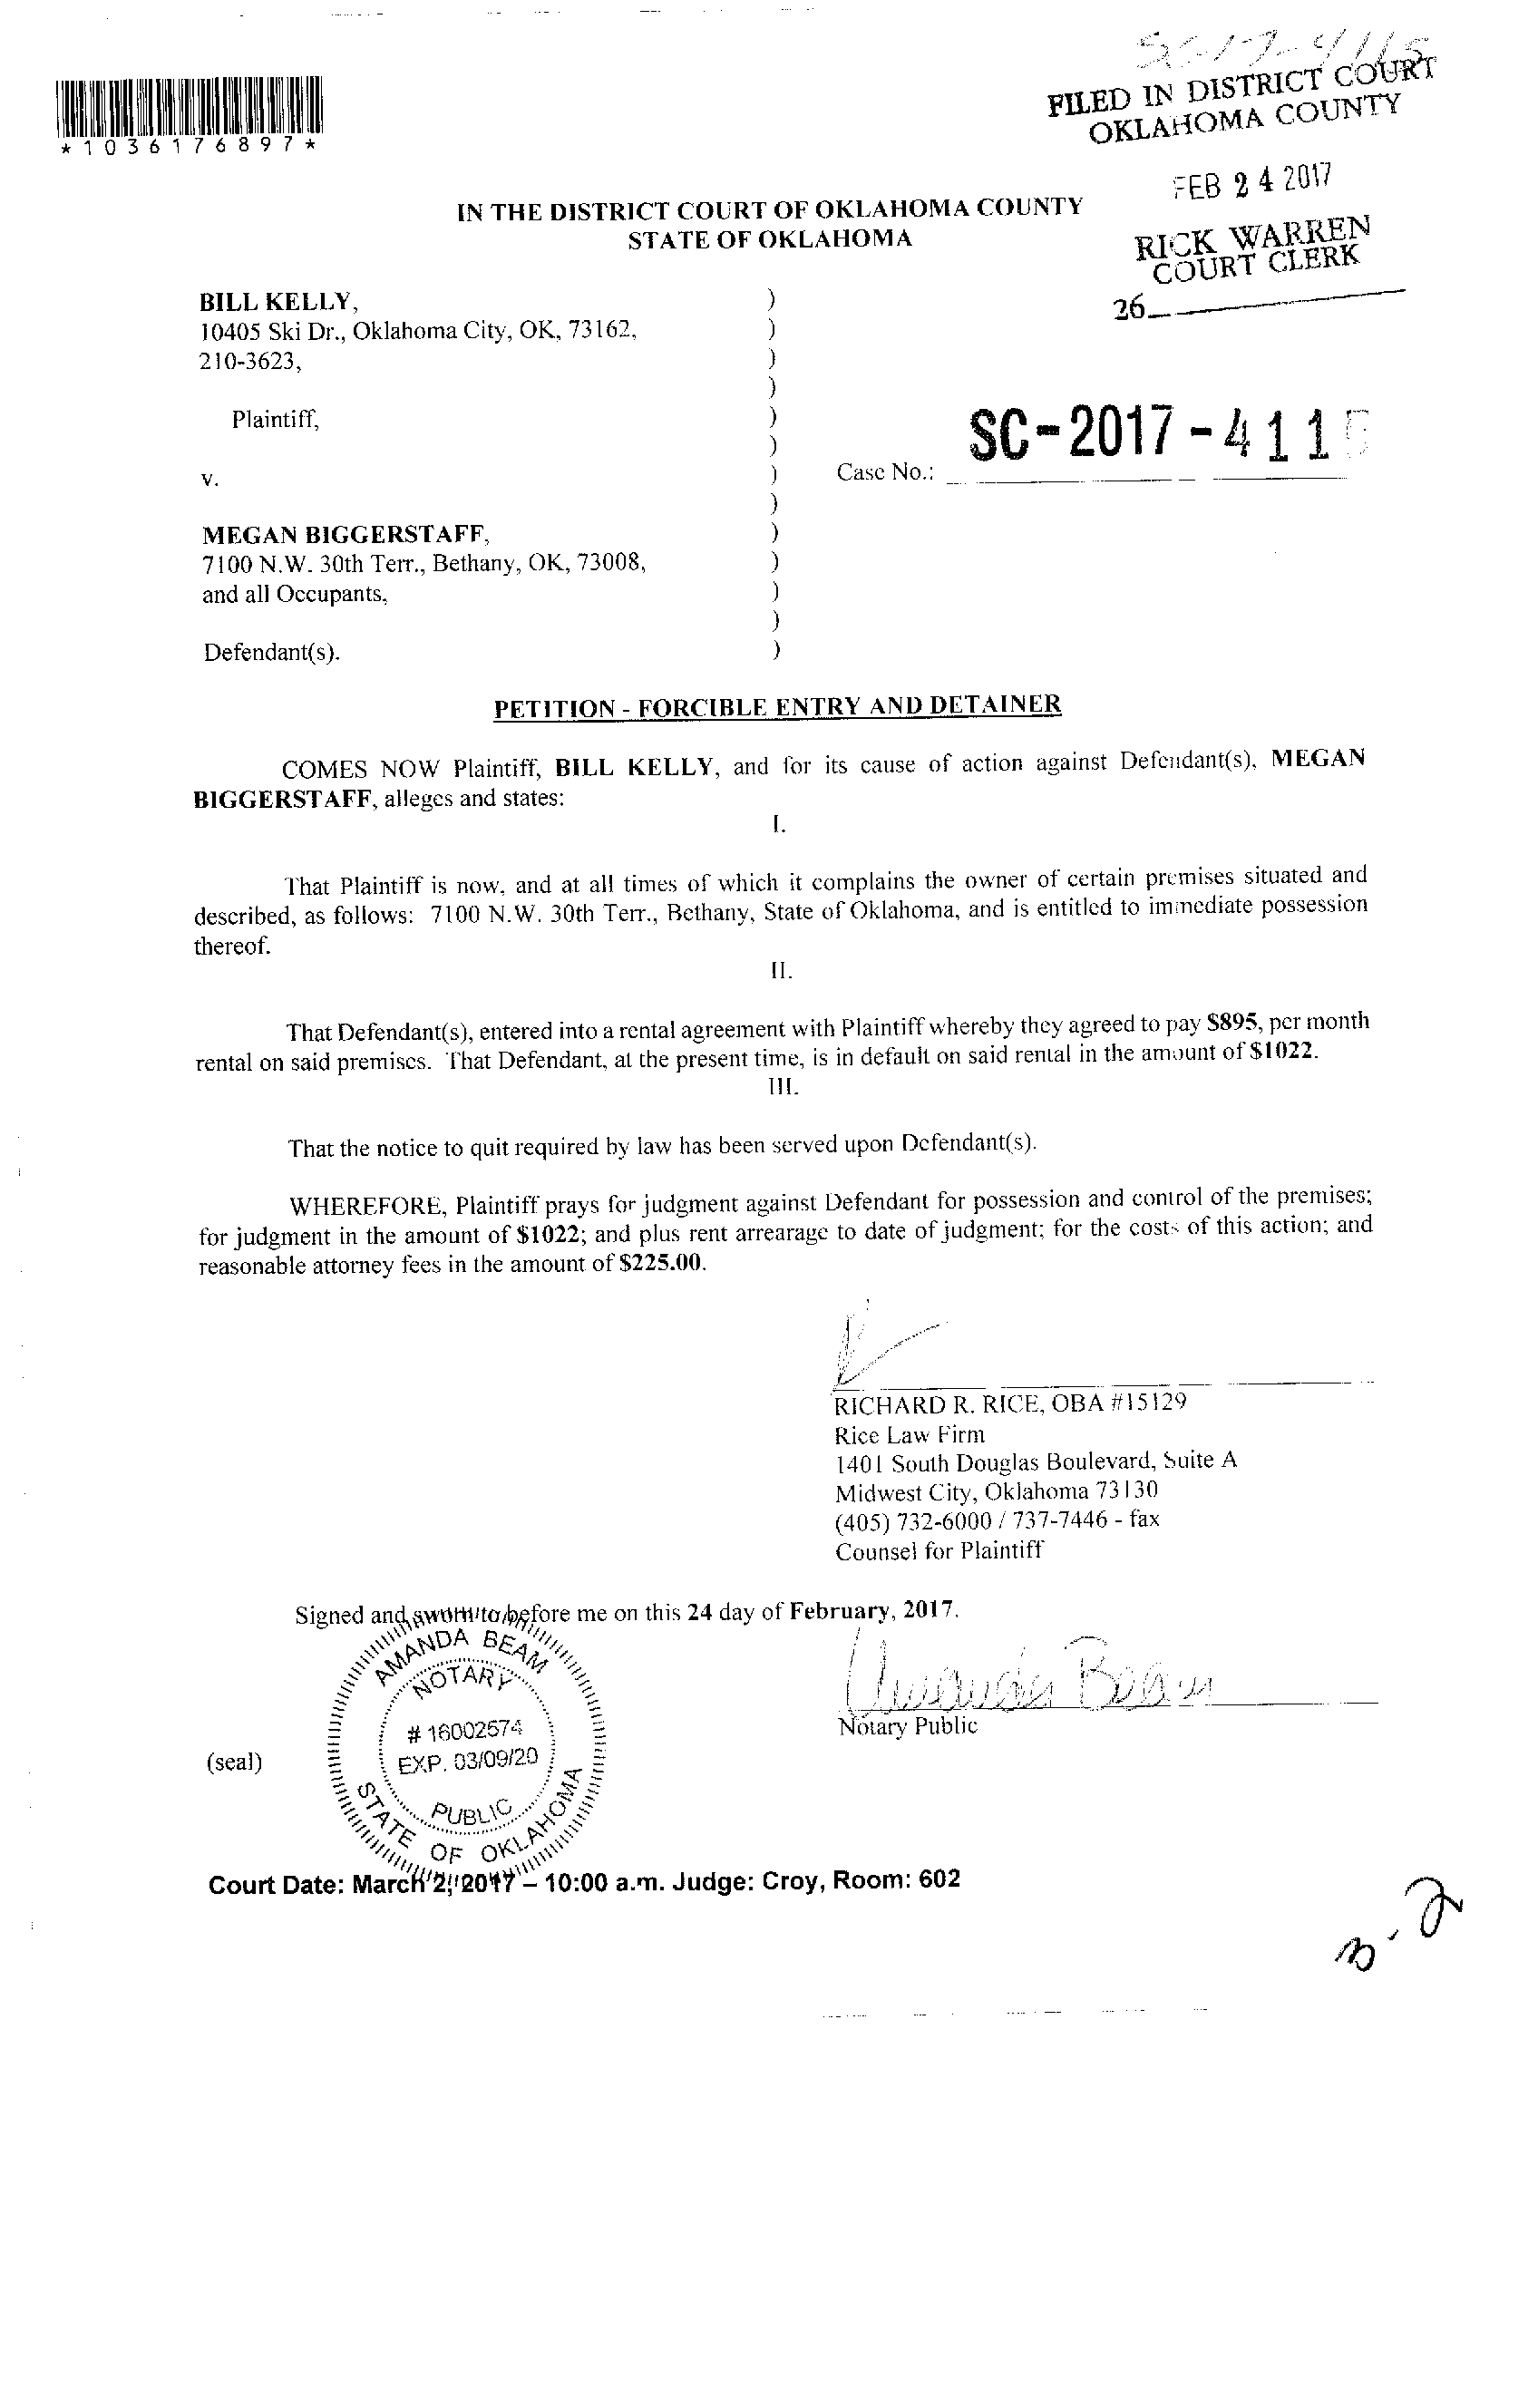 SC-17-4115
FILED IN DISTRICT COURT
OKLAHOMA COUNTY
*1036176897*
FEB 24 2017
RICK WARREN
COURT CLERK
26
IN THE DISTRICT COURT OF OKLAHOMA COUNTY
STATE OF OKLAHOMA
BILL KELLY, )
10405 Ski Dr., Oklahoma City, OK, 73162, )
210-3623, )
)
Plaintiff, )
)
SC-2017-4115
v. ) Case No.:
)
MEGAN BIGGERSTAFF, )
7100 N.W. 30th Terr., Bethany, OK, 73008, )
and all Occupants, )
)
Defendant(s). )
PETITION - FORCIBLE ENTRY AND DETAINER
COMES NOW Plaintiff, BILL KELLY, and for its cause of action against Defendant(s), MEGAN
BIGGERSTAFF, alleges and states:
I.
That Plaintiff is now, and at all times of which it complains the owner of certain premises situated and
described, as follows: 7100 N.W. 30th Terr., Bethany, State of Oklahoma, and is entitled to immediate possession
thereof.
II.
That Defendant(s), entered into a rental agreement with Plaintiff whereby they agreed to pay $895, per month
rental on said premises. That Defendant, at the present time, is in default on said rental in the amount of $1022.
III.
That the notice to quit required by law has been served upon Defendant(s).
WHEREFORE, Plaintiff prays for judgment against Defendant for possession and control of the premises;
for judgment in the amount of $1022; and plus rent arrearage to date of judgment; for the costs of this action; and
reasonable attorney fees in the amount of $225.00.
RICHARD R. RICE, OBA #15129
Rice Law Firm
1401 South Douglas Boulevard, Suite A
Midwest City, Oklahoma 73130
(405) 732-6000 / 737-7446 - fax
Counsel for Plaintiff
Signed and sworn to before me on this 24 day of February, 2017.
AMANDA BEAM
NOTARY
# 16002574
EXP. 03/09/20
PUBLIC
STATE OF OKLAHOMA
Amanda Beam
Notary Public
(seal)
Court Date: March 2, 2017 – 10:00 a.m. Judge: Croy, Room: 602
3-2